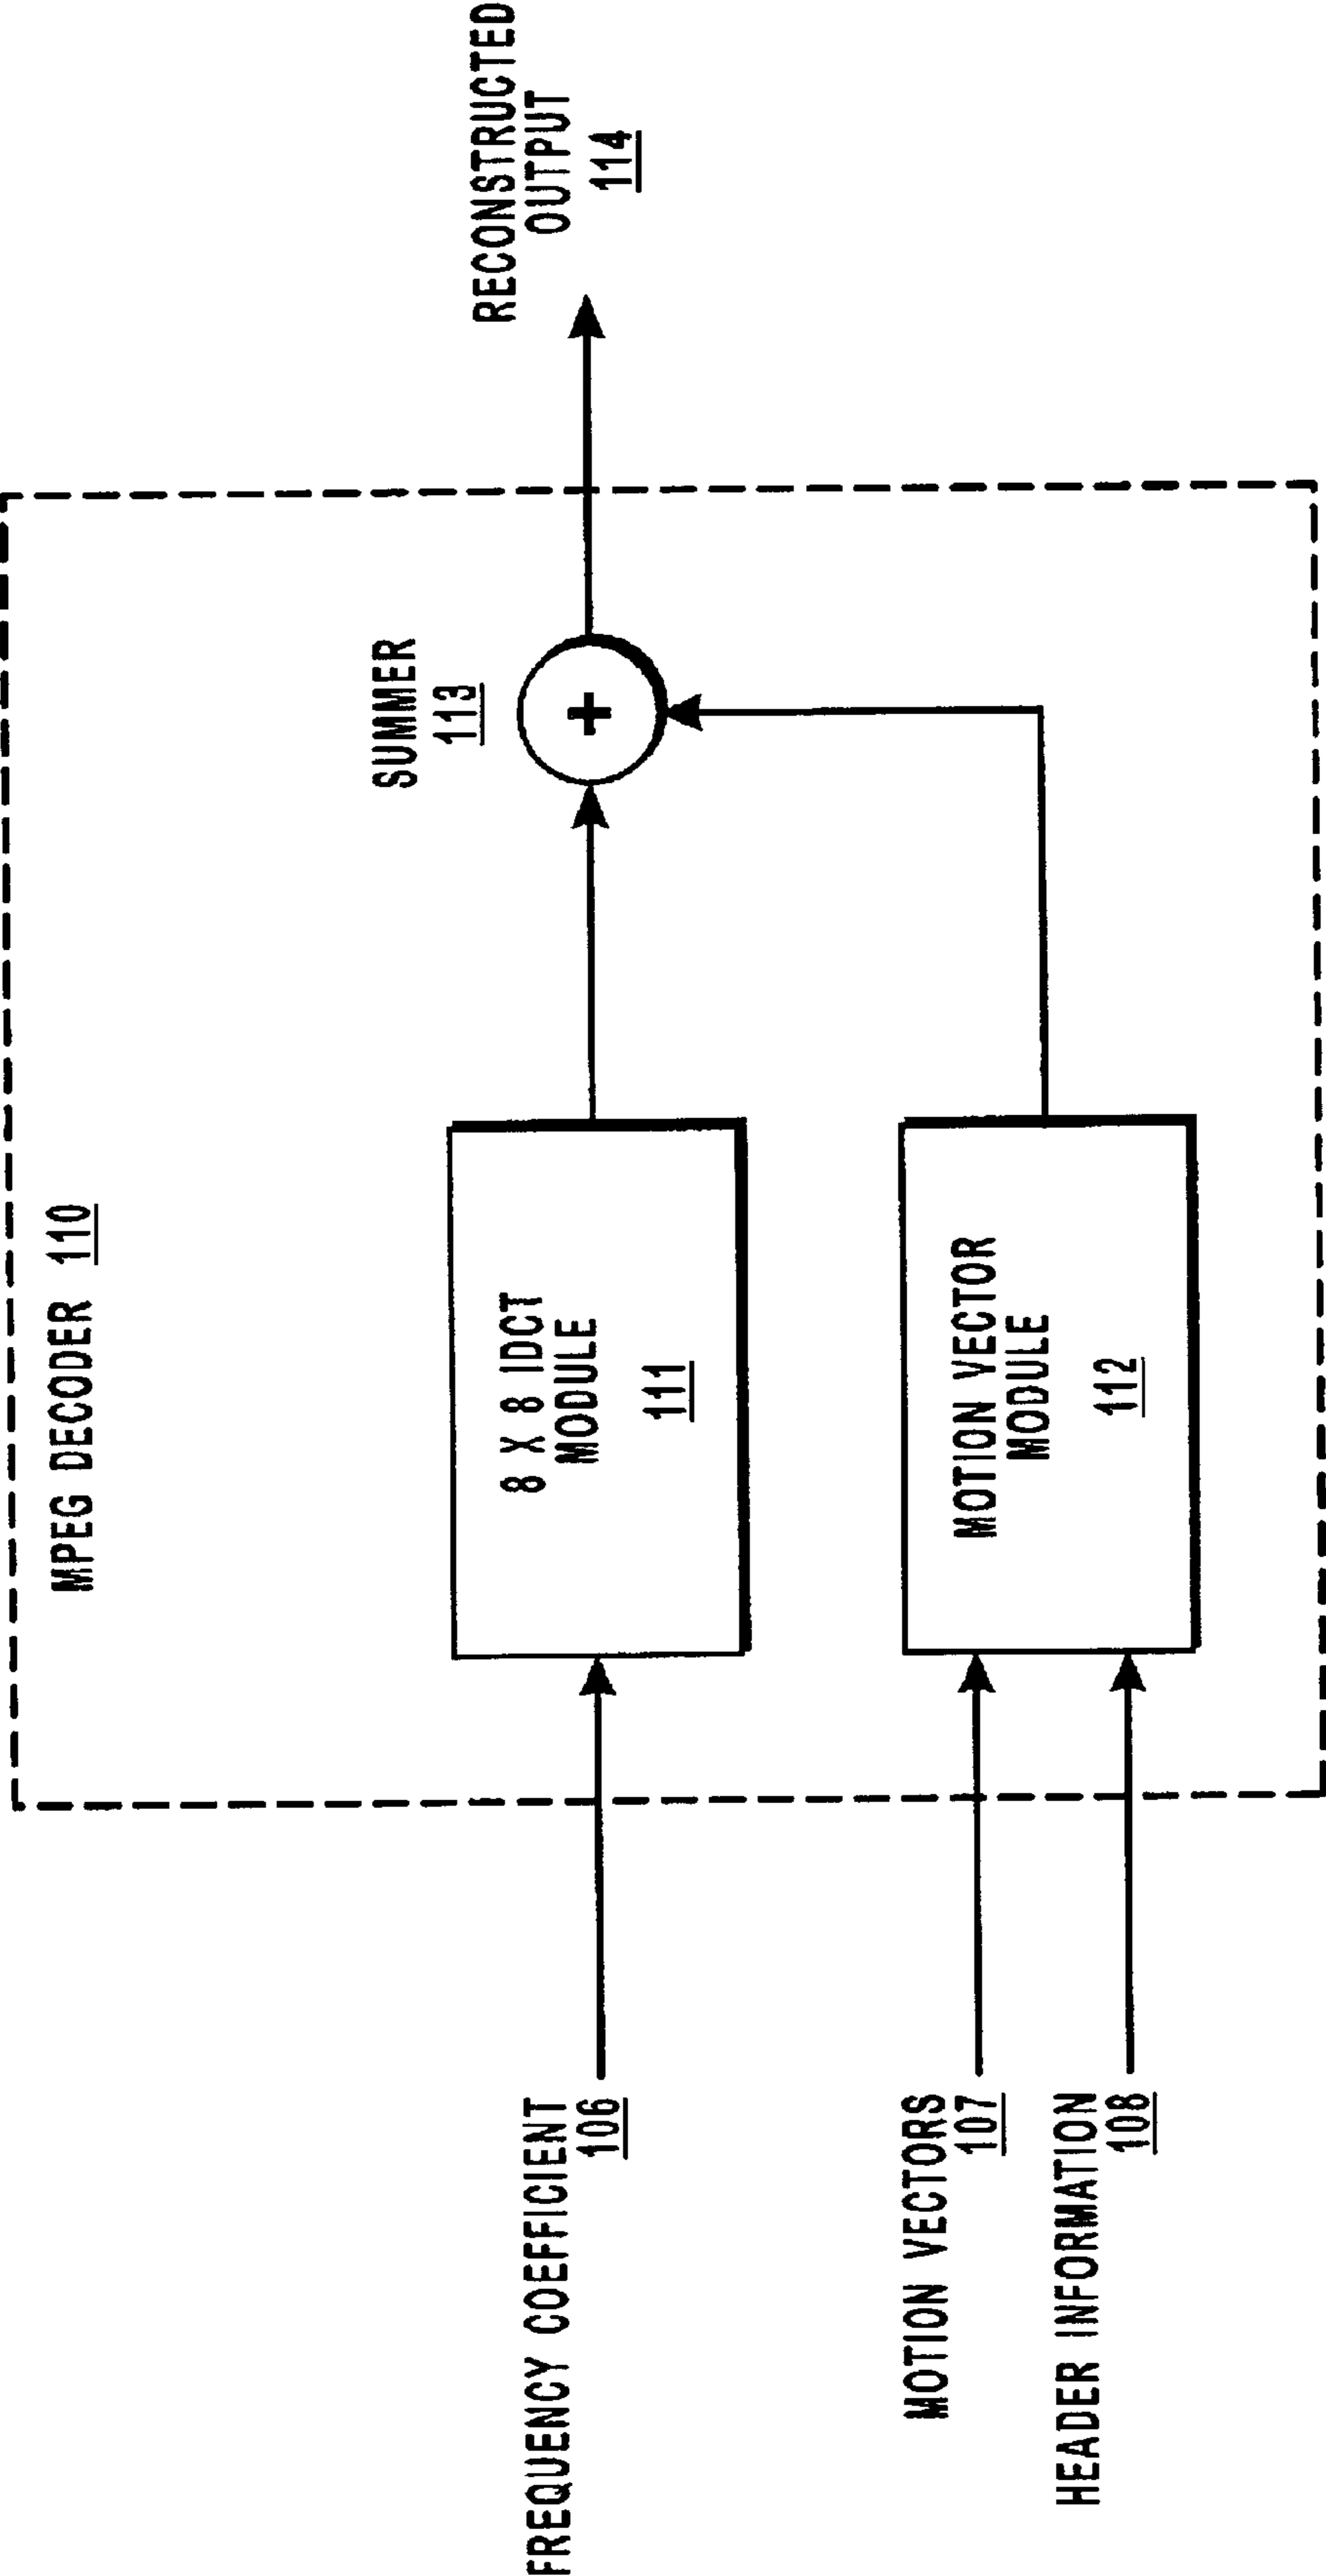 MPEG DECODER 110
FREQUENCY COEFFICIENT
106
8 X 8 IDCT
MODULE
111
SUMMER
113
RECONSTRUCTED
OUTPUT
114
MOTION VECTORS
107
HEADER INFORMATION
108
MOTION VECTOR
MODULE
112
+